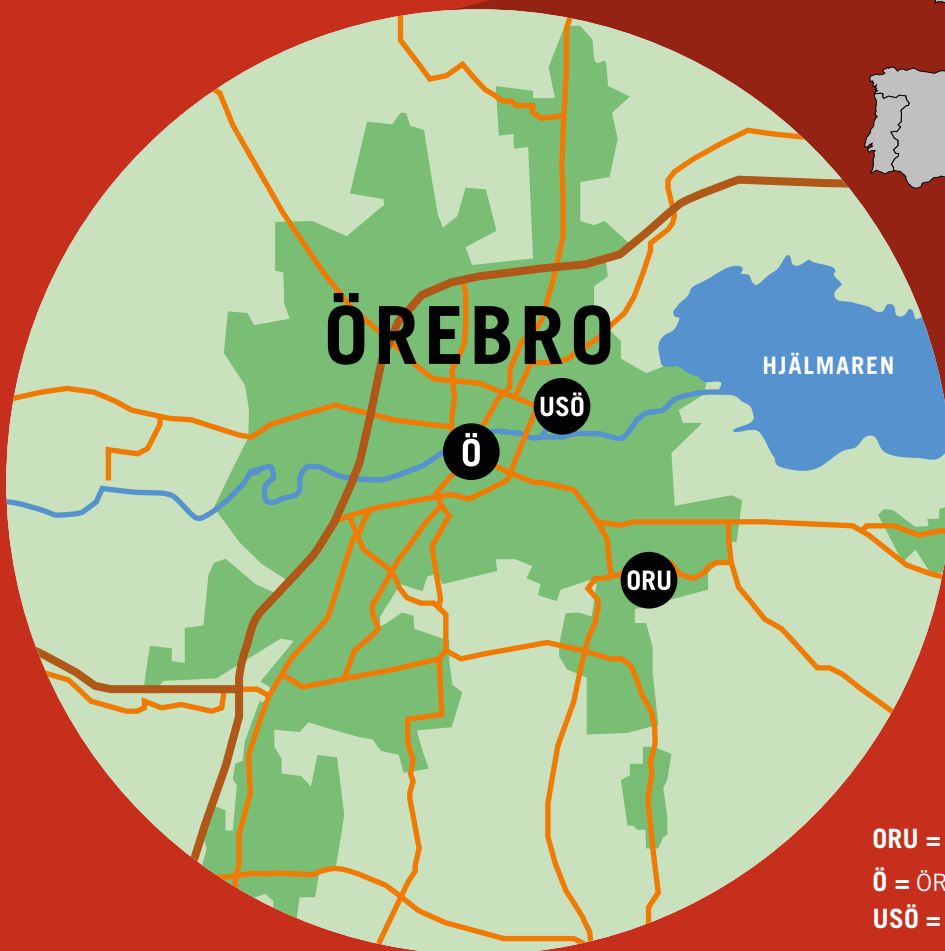 ÖREBRO
HJÄLMAREN
USÖ
Ö
ORU
ORU =
Ö = ÖR
USÖ =